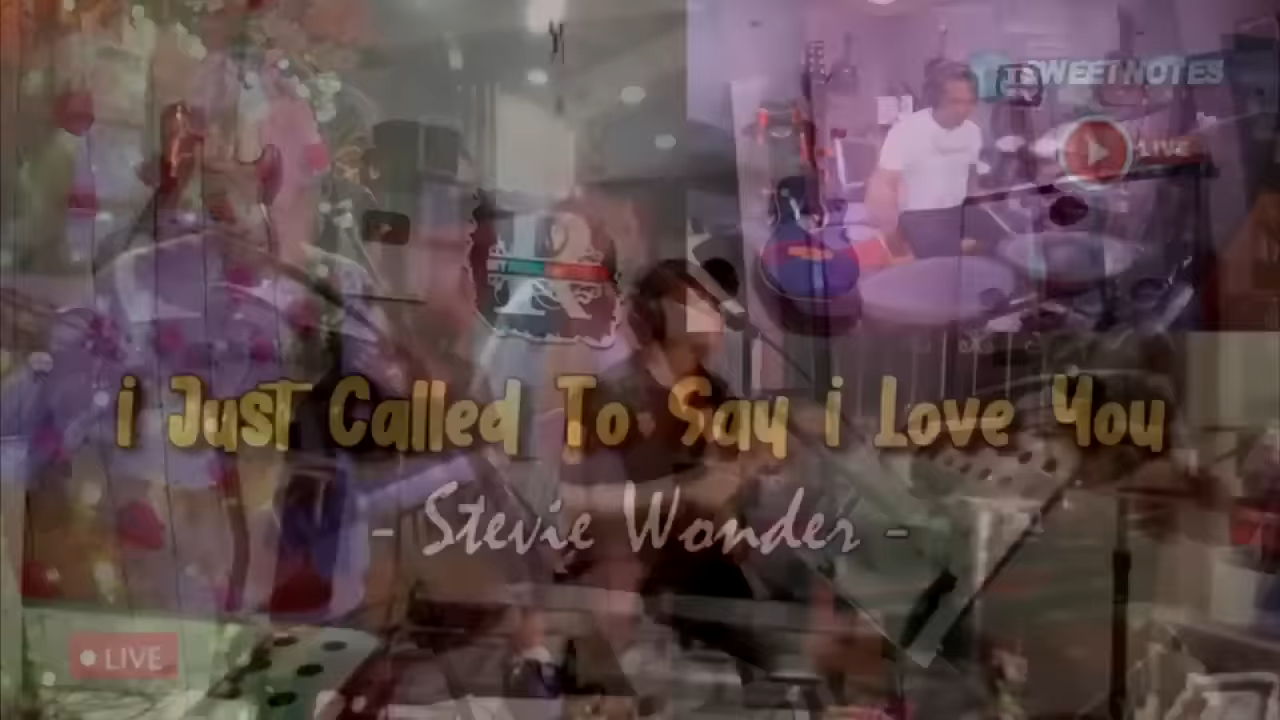 SWEETNOTES
LIVE
R
i Just Called To Say i Love You
- Stevie Wonder -
LIVE